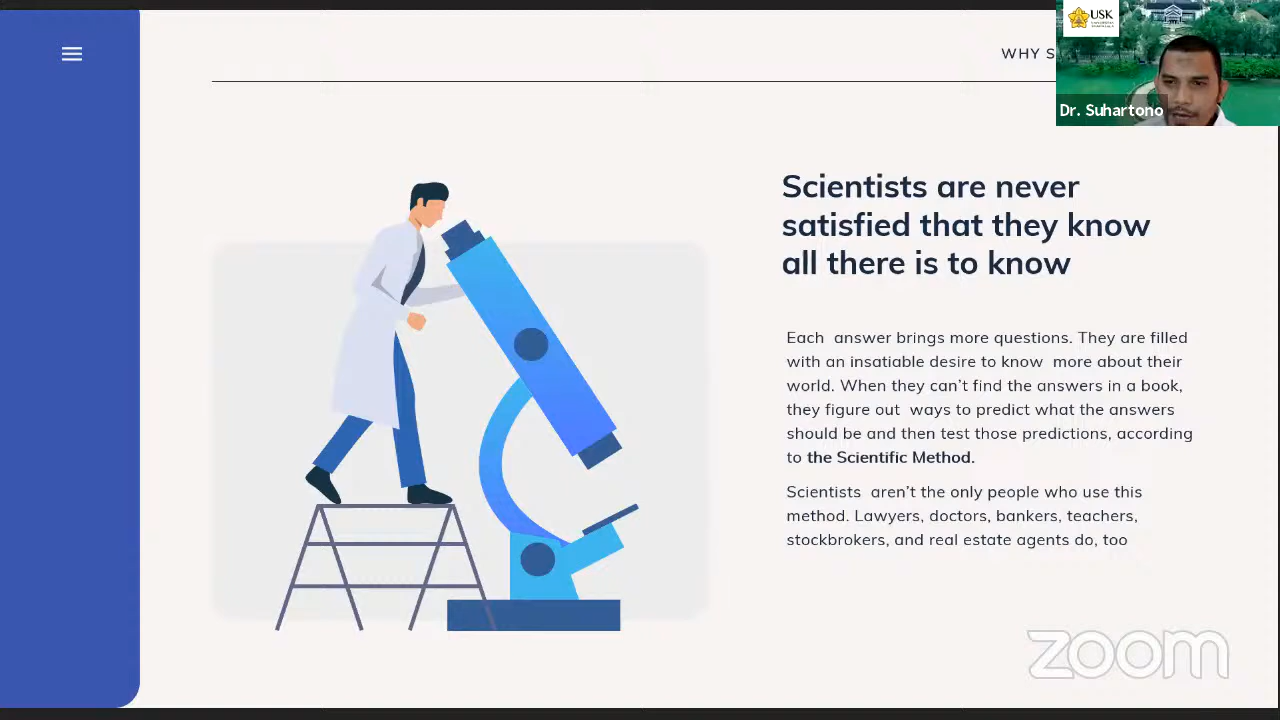 WHY S
USK
Dr. Suhartono
Scientists are never
satisfied that they know
all there is to know
Each answer brings more questions. They are filled
with an insatiable desire to know more about their
world. When they can't find the answers in a book,
they figure out ways to predict what the answers
should be and then test those predictions, according
to the Scientific Method.
Scientists aren't the only people who use this
method. Lawyers, doctors, bankers, teachers,
stockbrokers, and real estate agents do, too
zoom